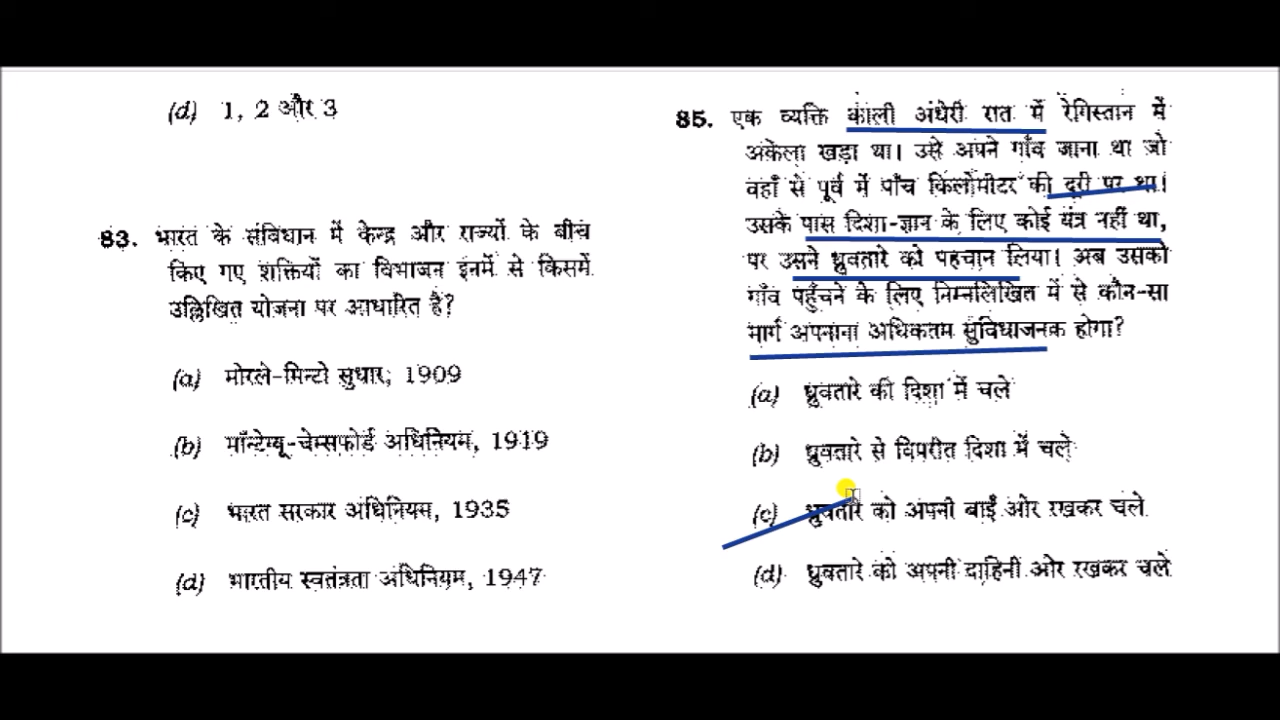 (d) 1, 2 और 3
83. भारत के संविधान में केन्द्र और राज्यों के बीच
किए गए शक्तियों का विभाजन इनमें से किसमें
उल्लिखित योजना पर आधारित है?
(a) मोरले-मिन्टो सुधार, 1909
(b) मॉन्टेग्यू-चेम्सफोर्ड अधिनियम, 1919
(c) भारत सरकार अधिनियम, 1935
(d) भारतीय स्वतंत्रता अधिनियम, 1947
85. एक व्यक्ति काली अंधेरी रात में रेगिस्तान में
अकेला खड़ा था। उसे अपने गाँव जाना था जो
वहाँ से पूर्व में पाँच किलोमीटर की दूरी पर था।
उसके पास दिशा-ज्ञान के लिए कोई यंत्र नहीं था,
पर उसने ध्रुवतारे को पहचान लिया। अब उसको
गाँव पहुँचने के लिए निम्नलिखित में से कौन-सा
मार्ग अपनाना अधिकतम सुविधाजनक होगा?
(a) ध्रुवतारे की दिशा में चले
(b) ध्रुवतारे से विपरीत दिशा में चले
(c) ध्रुवतारे को अपनी बाईं ओर रखकर चले
(d) ध्रुवतारे को अपनी दाहिनी ओर रखकर चले